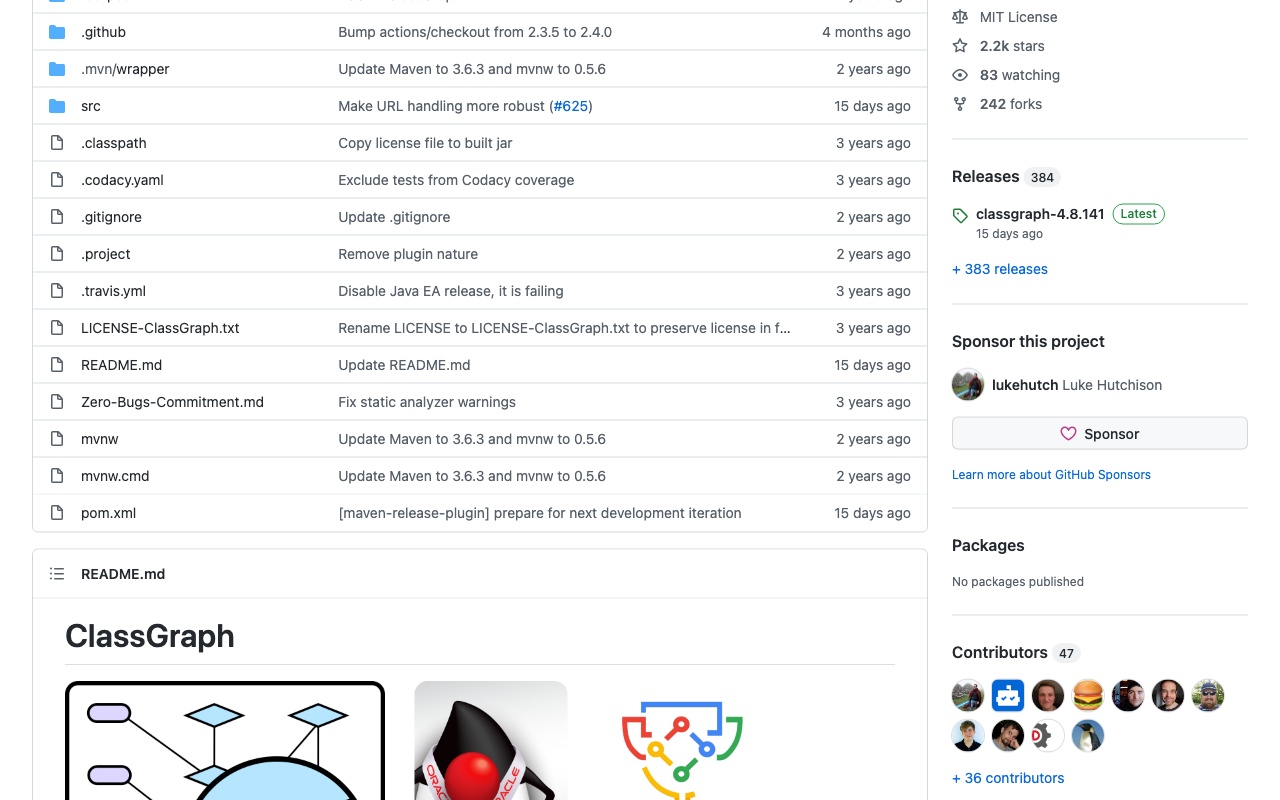 .github Bump actions/checkout from 2.3.5 to 2.4.0 4 months ago
.mvn/wrapper Update Maven to 3.6.3 and mvnw to 0.5.6 2 years ago
src Make URL handling more robust (#625) 15 days ago
.classpath Copy license file to built jar 3 years ago
.codacy.yaml Exclude tests from Codacy coverage 3 years ago
.gitignore Update .gitignore 2 years ago
.project Remove plugin nature 2 years ago
.travis.yml Disable Java EA release, it is failing 3 years ago
LICENSE-ClassGraph.txt Rename LICENSE to LICENSE-ClassGraph.txt to preserve license in f... 3 years ago
README.md Update README.md 15 days ago
Zero-Bugs-Commitment.md Fix static analyzer warnings 3 years ago
mvnw Update Maven to 3.6.3 and mvnw to 0.5.6 2 years ago
mvnw.cmd Update Maven to 3.6.3 and mvnw to 0.5.6 2 years ago
pom.xml [maven-release-plugin] prepare for next development iteration 15 days ago
README.md
ClassGraph
ORACLE ORACLE
MIT License
2.2k stars
83 watching
242 forks
Releases 384
classgraph-4.8.141 Latest
15 days ago
+ 383 releases
Sponsor this project
lukehutch Luke Hutchison
Sponsor
Learn more about GitHub Sponsors
Packages
No packages published
Contributors 47
+ 36 contributors